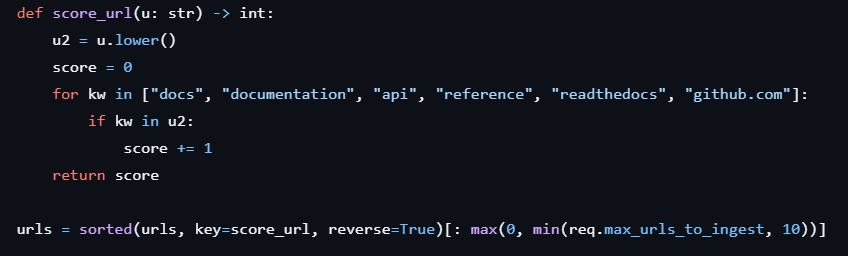 def score_url(u: str) -> int:
    u2 = u.lower()
    score = 0
    for kw in ["docs", "documentation", "api", "reference", "readthedocs", "github.com"]:
        if kw in u2:
            score += 1
    return score

urls = sorted(urls, key=score_url, reverse=True)[: max(0, min(req.max_urls_to_ingest, 10))]